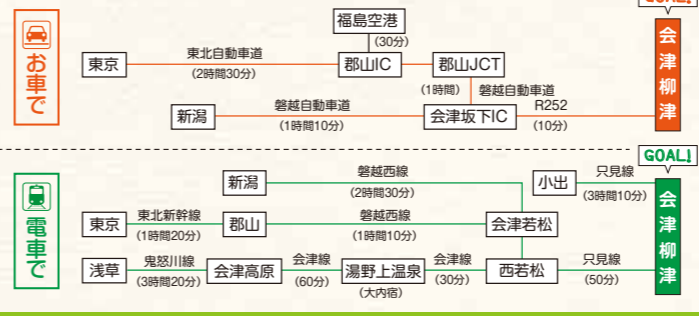 GOAL!
お車で
福島空港
(30分)
東京
東北自動車道
(2時間30分)
郡山IC
郡山JCT
(1時間)
磐越自動車道
新潟
磐越自動車道
(1時間10分)
会津坂下IC
R252
(10分)
会津柳津
GOAL!
電車で
新潟
磐越西線
(2時間30分)
小出
只見線
(3時間10分)
東京
東北新幹線
(1時間20分)
郡山
磐越西線
(1時間10分)
会津若松
浅草
鬼怒川線
(3時間20分)
会津高原
会津線
(60分)
湯野上温泉
(大内宿)
会津線
(30分)
西若松
只見線
(50分)
会津柳津